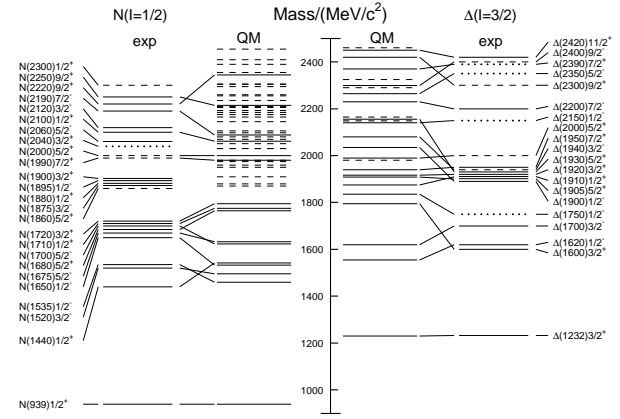 N(I=1/2) Mass/(MeV/c²) Δ(I=3/2)
exp QM QM exp
N(2300)1/2⁺
N(2250)9/2⁻
N(2220)9/2⁺
N(2190)7/2⁻
N(2120)3/2⁻
N(2100)1/2⁺
N(2060)5/2⁻
N(2040)3/2⁺
N(2000)5/2⁺
N(1990)7/2⁺
N(1900)3/2⁺
N(1895)1/2⁻
N(1880)1/2⁺
N(1875)3/2⁻
N(1860)5/2⁺
N(1720)3/2⁺
N(1710)1/2⁺
N(1700)5/2⁻
N(1680)5/2⁺
N(1675)5/2⁻
N(1650)1/2⁻
N(1535)1/2⁻
N(1520)3/2⁻
N(1440)1/2⁺
N(939)1/2⁺
2400
2200
2000
1800
1600
1400
1200
1000
Δ(2420)11/2⁺
Δ(2400)9/2⁻
Δ(2390)7/2⁺
Δ(2350)5/2⁻
Δ(2300)9/2⁺
Δ(2200)7/2⁻
Δ(2150)1/2⁻
Δ(2000)5/2⁺
Δ(1950)7/2⁺
Δ(1940)3/2⁻
Δ(1930)5/2⁻
Δ(1920)3/2⁺
Δ(1910)1/2⁺
Δ(1905)5/2⁺
Δ(1900)1/2⁻
Δ(1750)1/2⁺
Δ(1700)3/2⁻
Δ(1620)1/2⁻
Δ(1600)3/2⁺
Δ(1232)3/2⁺